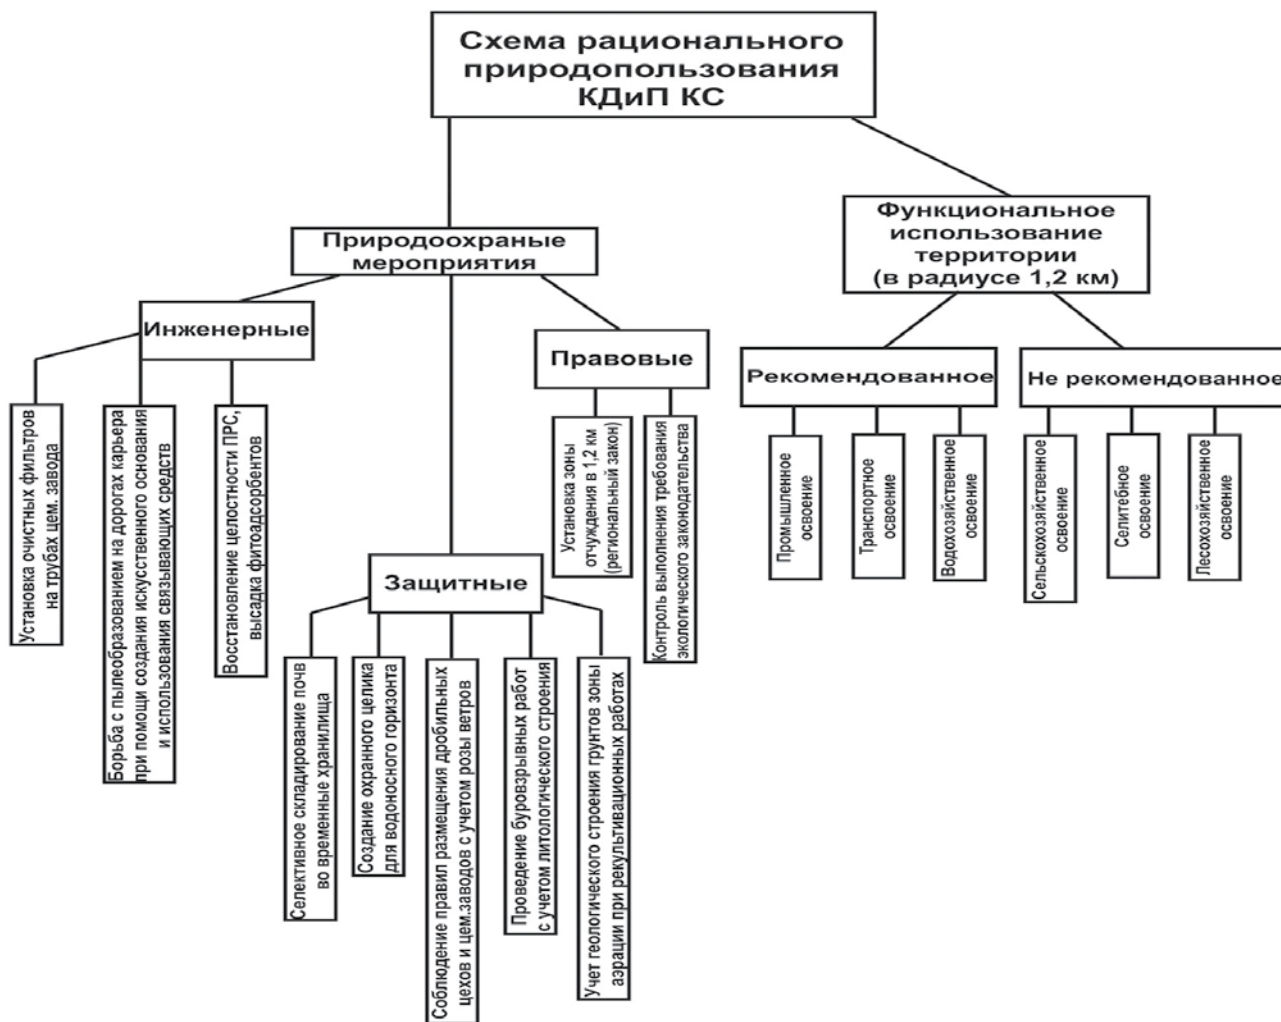 Схема рационального
природопользования
КДиП КС
Природоохраные
мероприятия
Функциональное
использование
территории
(в радиусе 1,2 км)
Инженерные
Правовые
Рекомендованное
Не рекомендованное
Установка очистных фильтров
на трубах цем. завода
Борьба с пылеобразованием на дорогах карьера
при помощи создания искусственного основания
и использования связывающих средств
Восстановление целостности ПРС,
высадка фитоадсорбентов
Установка зоны
отчуждения в 1,2 км
(региональный закон)
Контроль выполнения требования
экологического законодательства
Промышленное
освоение
Транспортное
освоение
Водохозяйственное
освоение
Сельскохозяйственное
освоение
Селитебное
освоение
Лесохозяйственное
освоение
Защитные
Селективное складирование почв
во временные хранилища
Создание охранного целика
для водоносного горизонта
Соблюдение правил размещения дробильных
цехов и цем.заводов с учетом розы ветров
Проведение буровзрывных работ
с учетом литологического строения
Учет геологического строения грунтов зоны
аэрации при рекультивационных работах